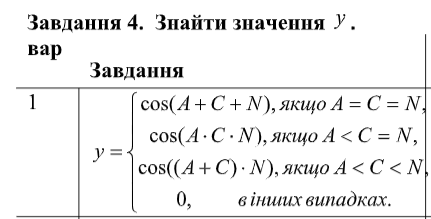 Завдання 4. Знайти значення y.
вар
Завдання
1
y = { cos(A + C + N), якщо A = C = N,
cos(A · C · N), якщо A < C = N,
cos((A + C) · N), якщо A < C < N,
0, в інших випадках.